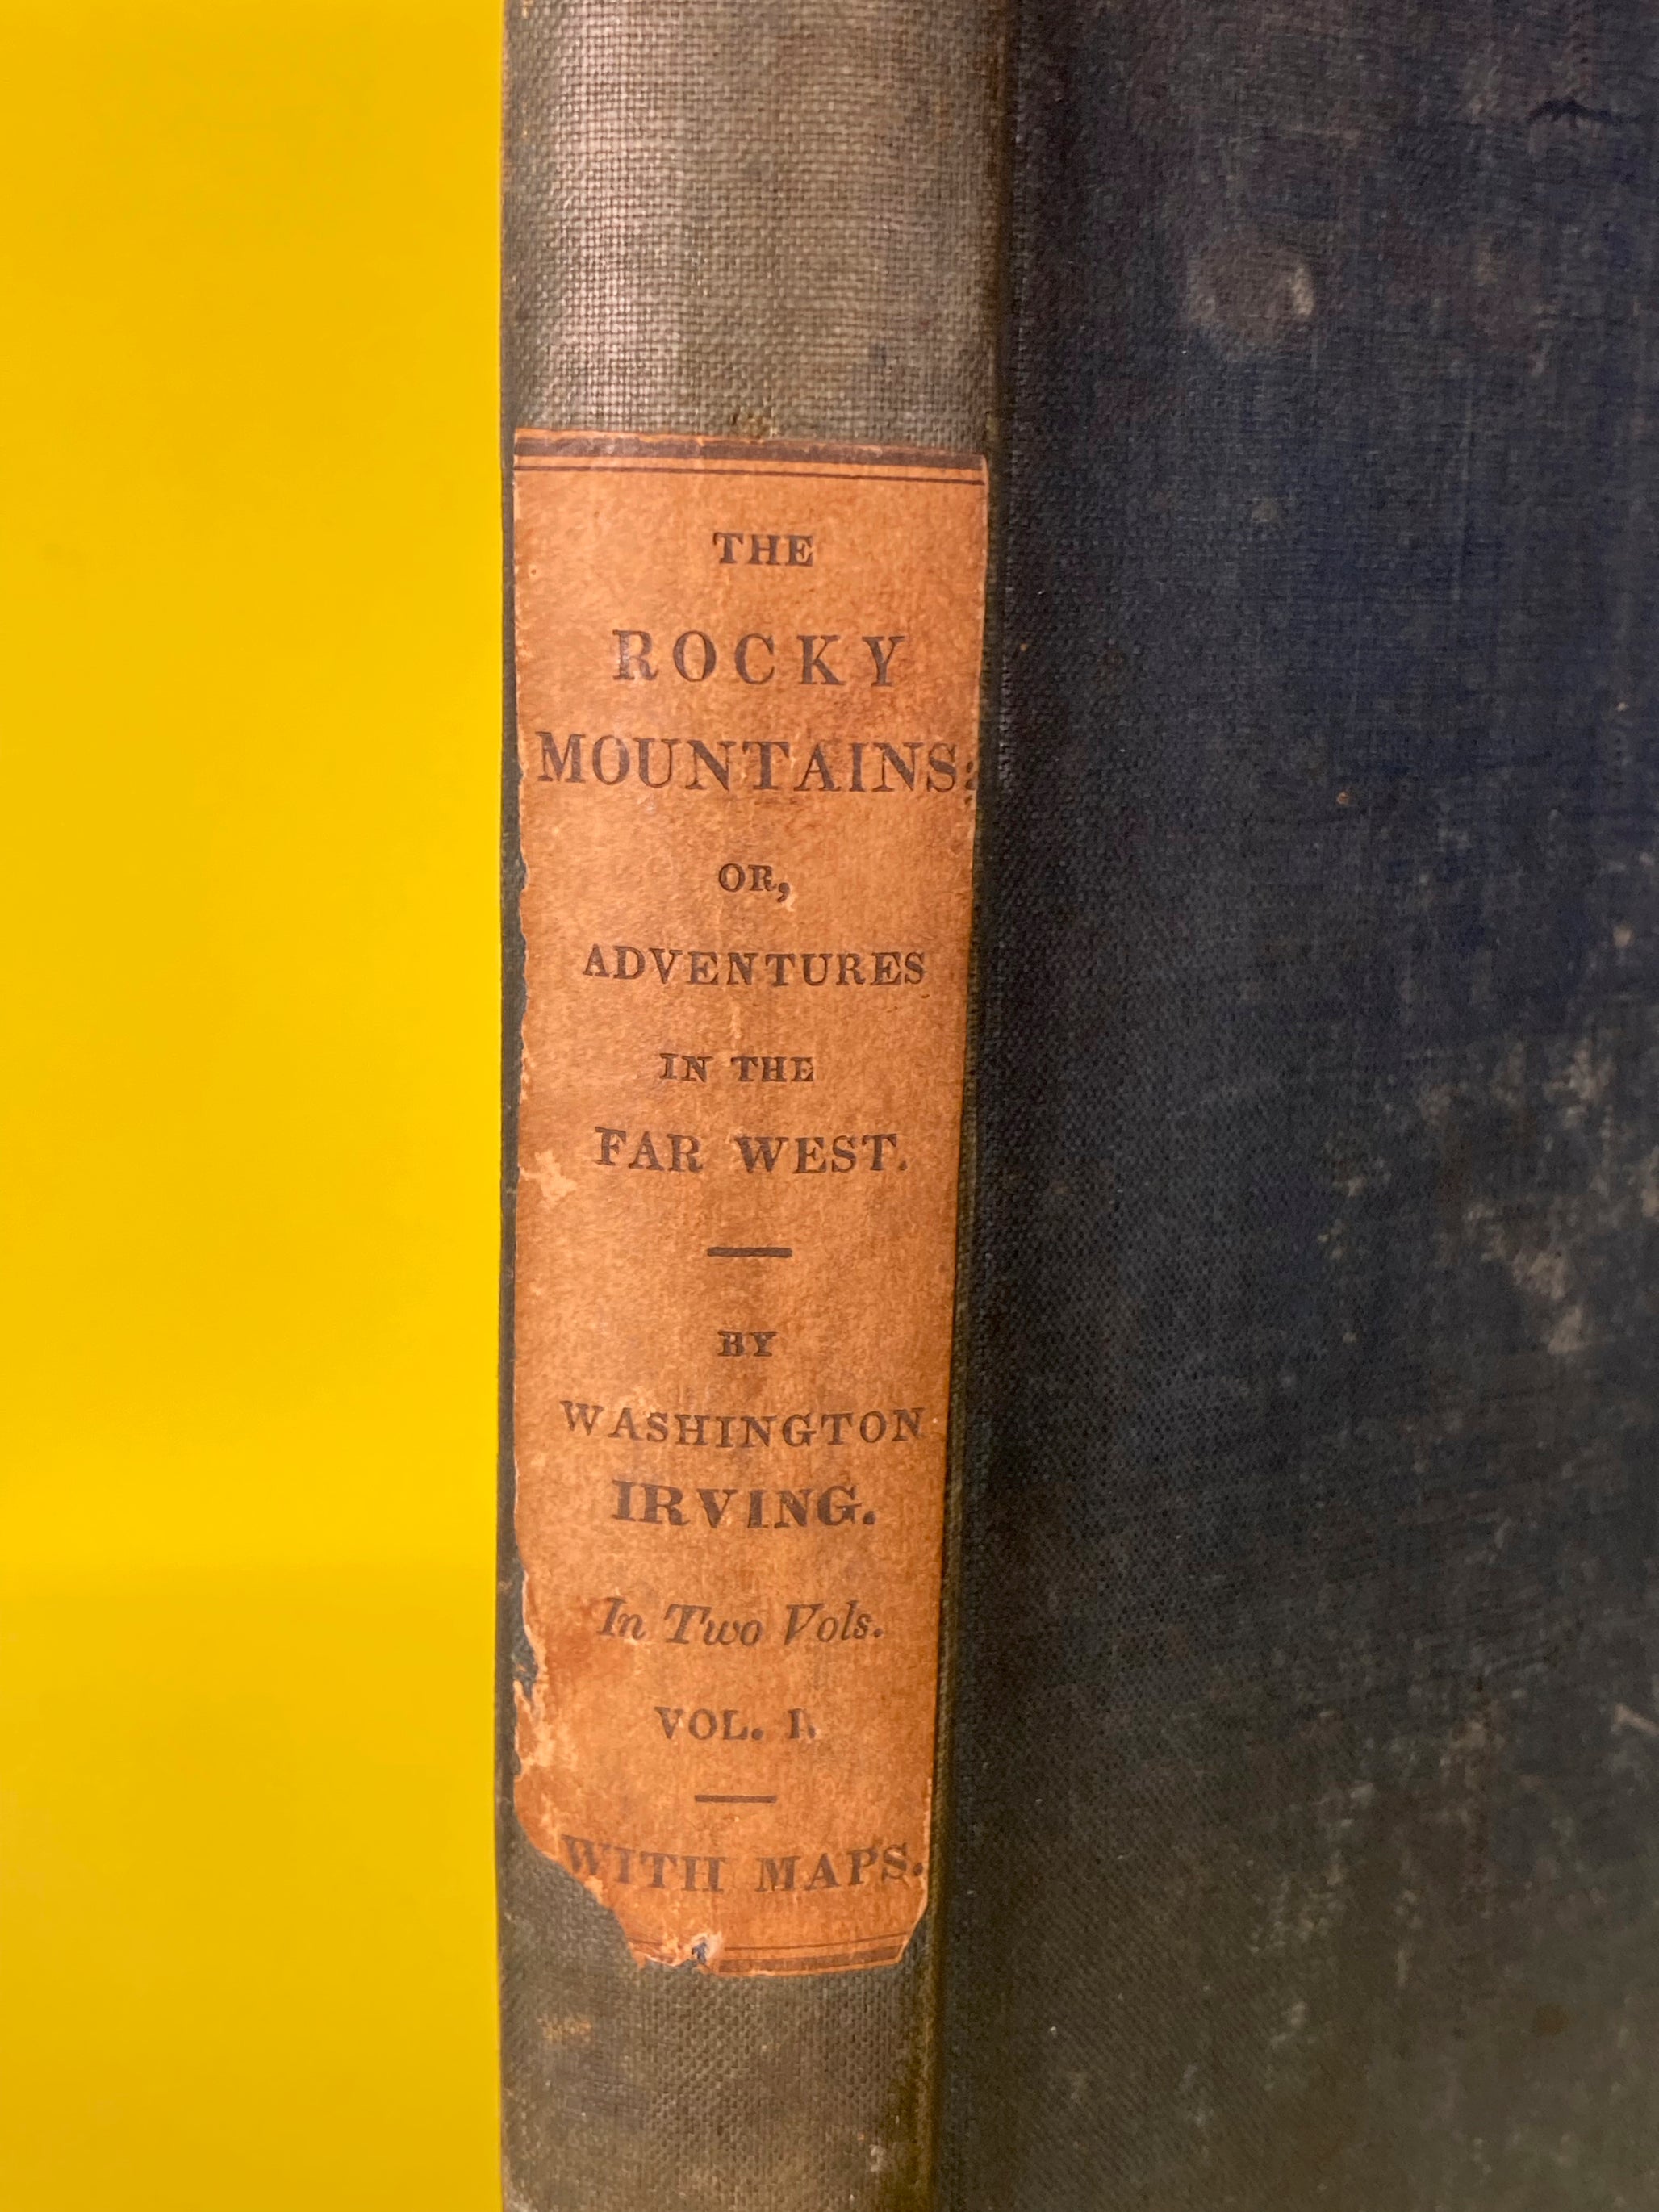 THE
ROCKY
MOUNTAINS:
OR,
ADVENTURES
IN THE
FAR WEST.
BY
WASHINGTON
IRVING.
In Two Vols.
VOL. I.
WITH MAPS.